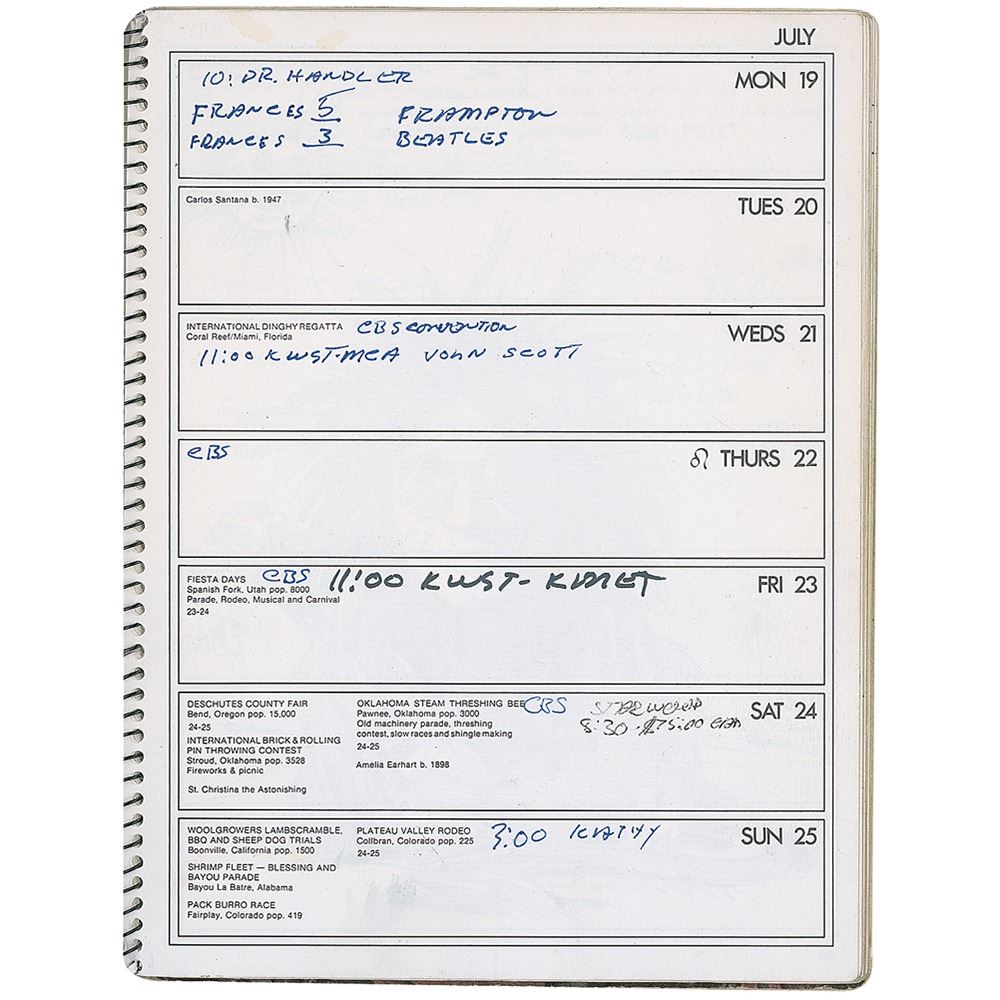 JULY
MON 19
10: DR. HANDLER
FRANCES 5 FRAMPTON
FRANCES 3 BEATLES
TUES 20
Carlos Santana b. 1947
WEDS 21
INTERNATIONAL DINGHY REGATTA CBS CONVENTION
Coral Reef/Miami, Florida
11:00 KWST-MCA JOHN SCOTT
♌ THURS 22
CBS
FRI 23
FIESTA DAYS CBS 11:00 KWST-
Spanish Fork, Utah pop. 8000
Parade, Rodeo, Musical and Carnival
23-24
SAT 24
DESCHUTES COUNTY FAIR
Bend, Oregon pop. 15,000
24-25
INTERNATIONAL BRICK & ROLLING
PIN THROWING CONTEST
Stroud, Oklahoma pop. 3528
Fireworks & picnic
St. Christina the Astonishing
OKLAHOMA STEAM THRESHING BEE CBS
Pawnee, Oklahoma pop. 3000
Old machinery parade, threshing
contest, slow races and shingle making
24-25
Amelia Earhart b. 1898
STARWOOD
8:30 - $75.00
SUN 25
WOOLGROWERS LAMBSCRAMBLE,
BBQ AND SHEEP DOG TRIALS
Boonville, California pop. 1500
SHRIMP FLEET — BLESSING AND
BAYOU PARADE
Bayou La Batre, Alabama
PACK BURRO RACE
Fairplay, Colorado pop. 419
PLATEAU VALLEY RODEO
Collbran, Colorado pop. 225
24-25
3:00 KATHY